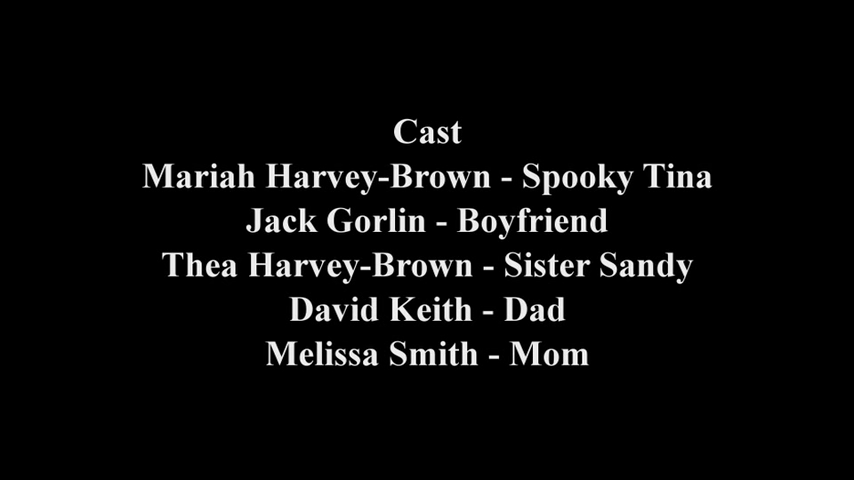 Cast
Mariah Harvey-Brown - Spooky Tina
Jack Gorlin - Boyfriend
Thea Harvey-Brown - Sister Sandy
David Keith - Dad
Melissa Smith - Mom